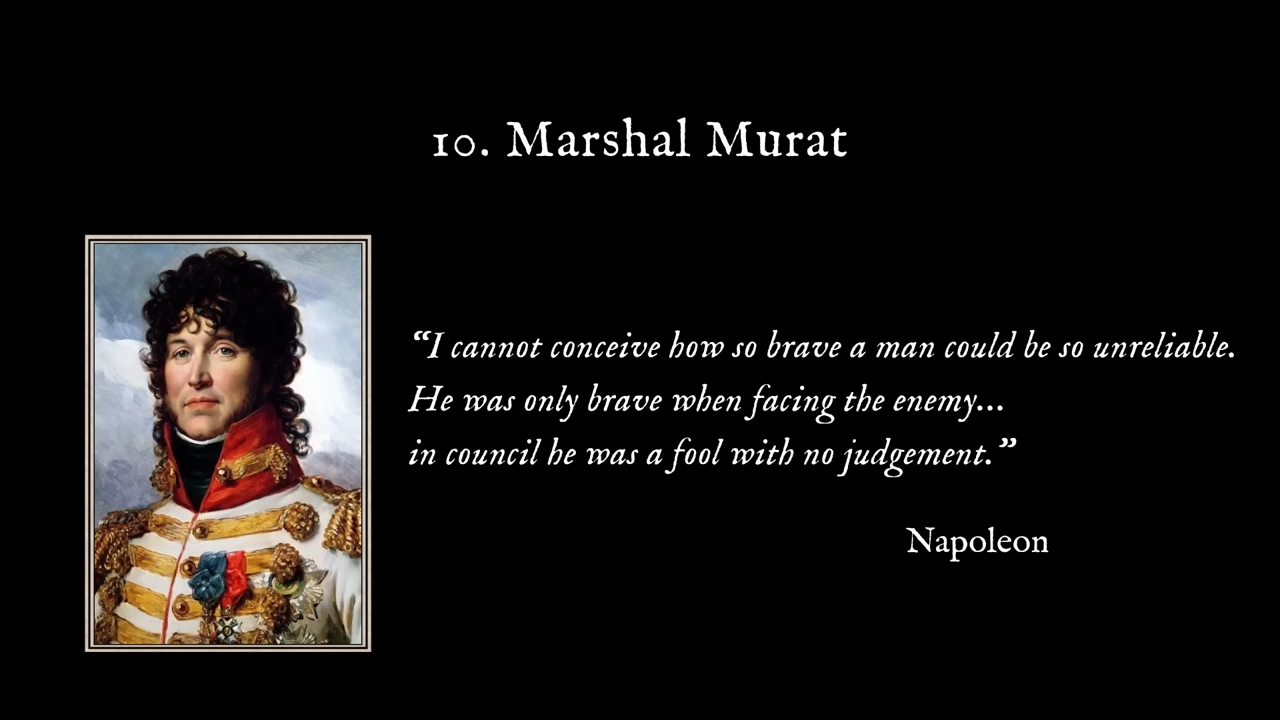 10. Marshal Murat
“I cannot conceive how so brave a man could be so unreliable.
He was only brave when facing the enemy...
in council he was a fool with no judgement.”
Napoleon